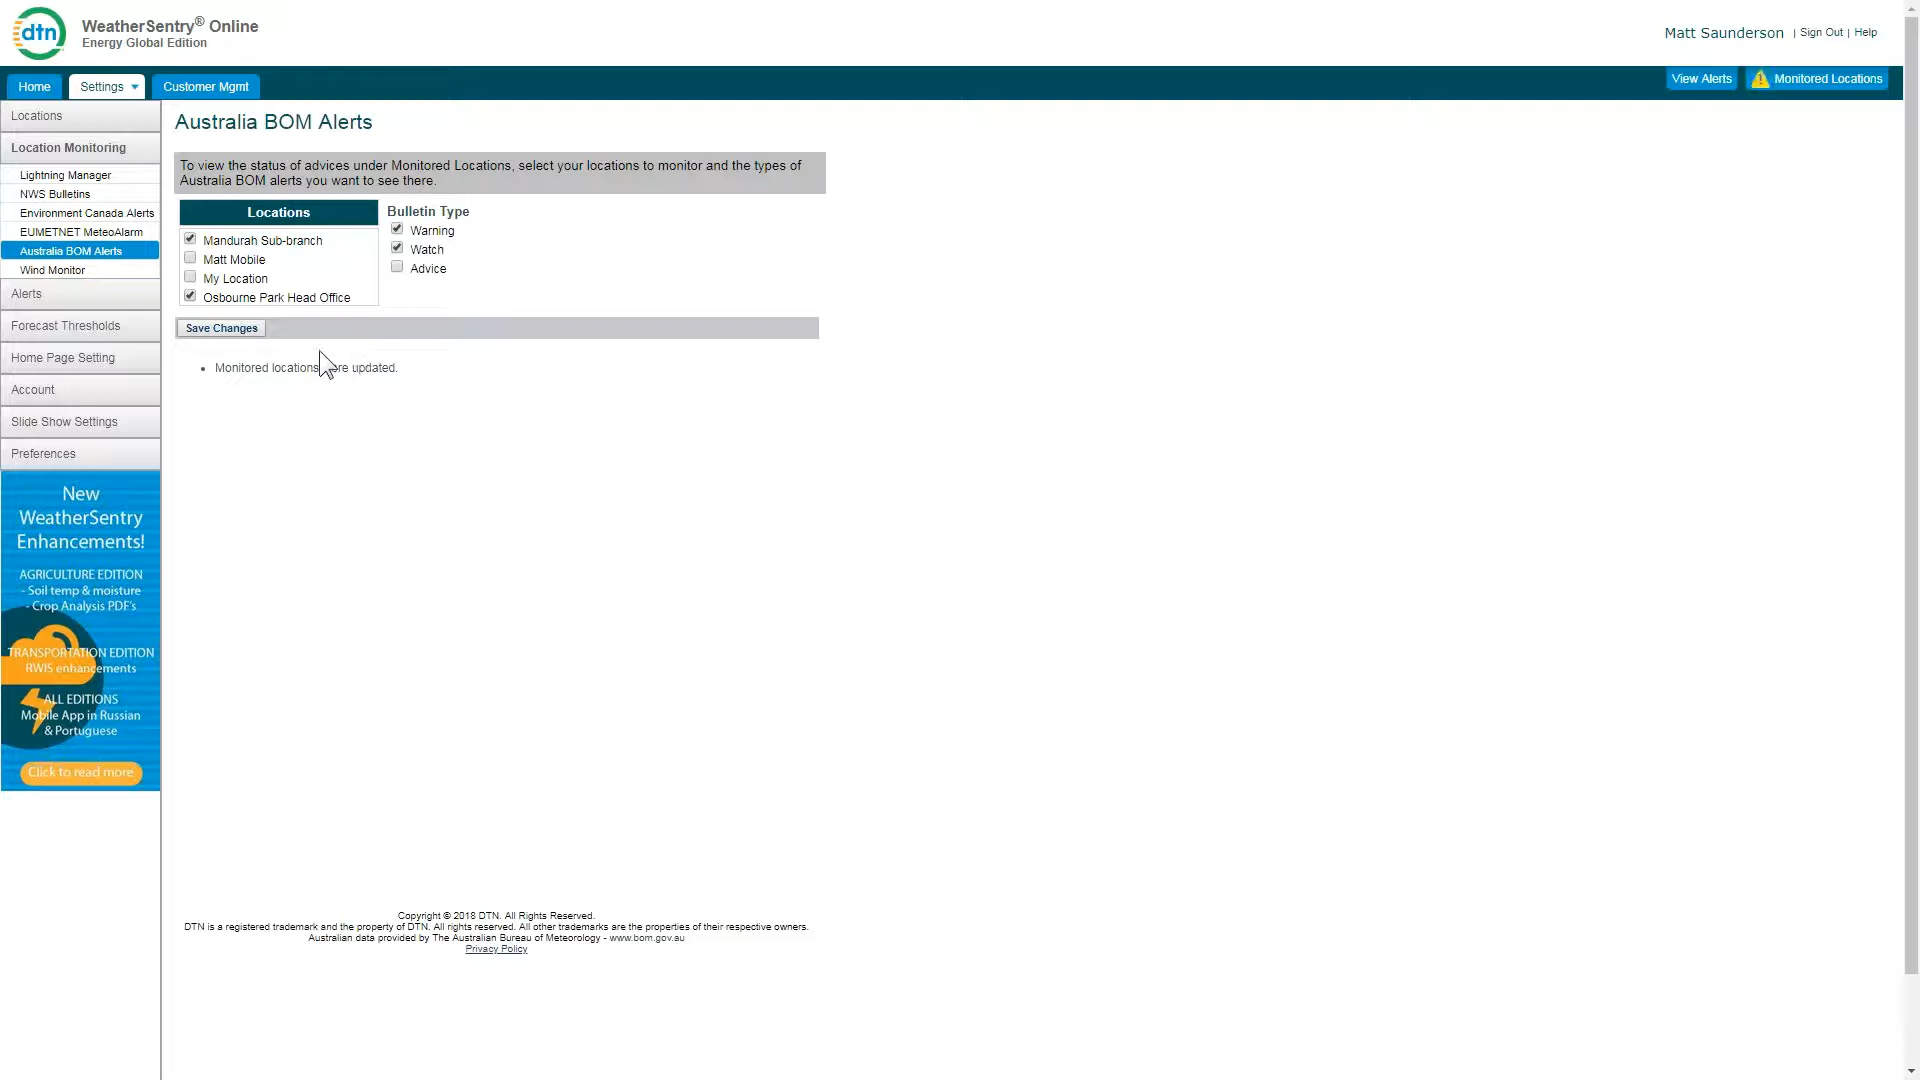 dtn
WeatherSentry® Online
Energy Global Edition
Matt Saunderson | Sign Out | Help
Home
Settings
Customer Mgmt
View Alerts
Monitored Locations
Locations
Location Monitoring
Lightning Manager
NWS Bulletins
Environment Canada Alerts
EUMETNET MeteoAlarm
Australia BOM Alerts
Wind Monitor
Alerts
Forecast Thresholds
Home Page Setting
Account
Slide Show Settings
Preferences
New
WeatherSentry
Enhancements!
AGRICULTURE EDITION
- Soil temp & moisture
- Crop Analysis PDF's
TRANSPORTATION EDITION
RWIS enhancements
ALL EDITIONS
Mobile App in Russian
& Portuguese
Click to read more
Australia BOM Alerts
To view the status of advices under Monitored Locations, select your locations to monitor and the types of
Australia BOM alerts you want to see there.
Locations
Mandurah Sub-branch
Matt Mobile
My Location
Osbourne Park Head Office
Bulletin Type
Warning
Watch
Advice
Save Changes
• Monitored locations updated.
Copyright © 2018 DTN. All Rights Reserved.
DTN is a registered trademark and the property of DTN. All rights reserved. All other trademarks are the properties of their respective owners.
Australian data provided by The Australian Bureau of Meteorology - www.bom.gov.au
Privacy Policy